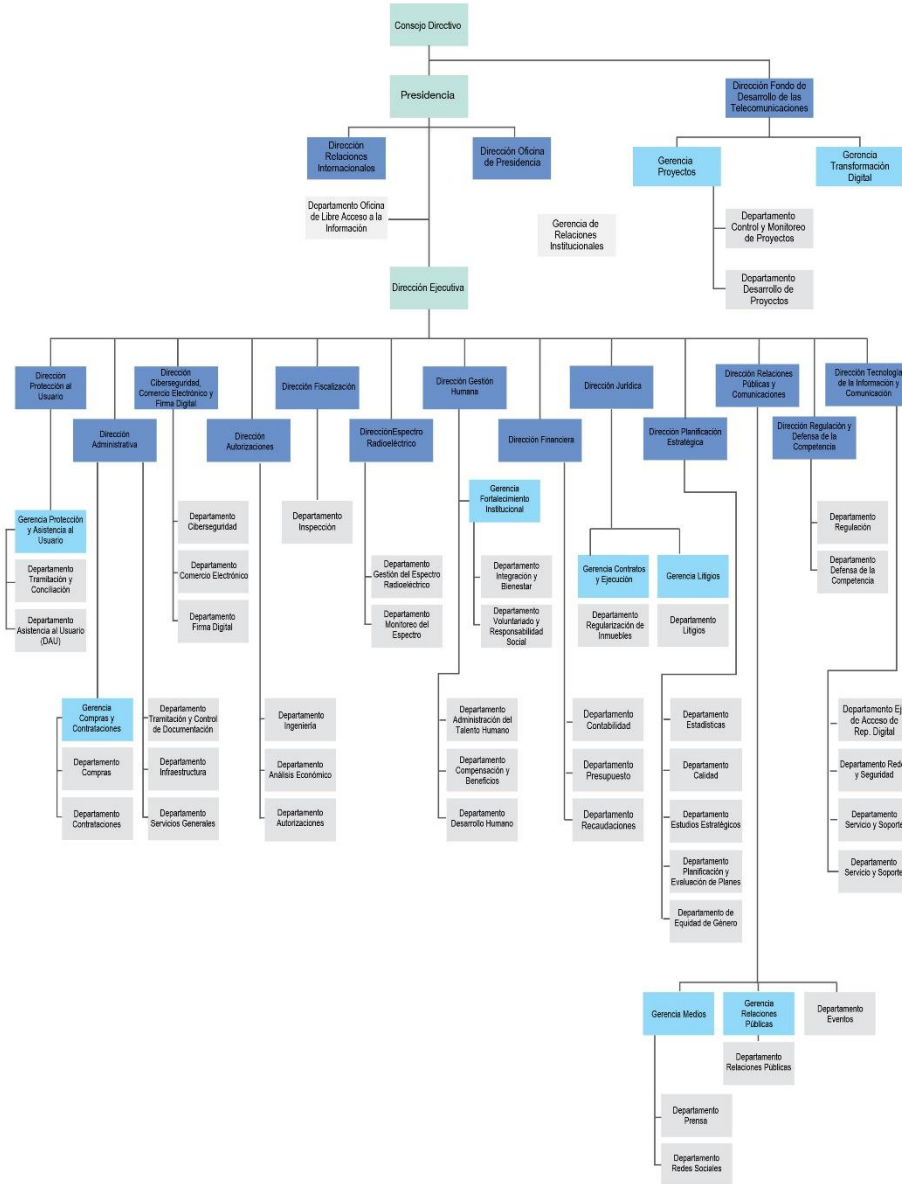 Consejo Directivo
Presidencia
Dirección Fondo de
Desarrollo de las
Telecomunicaciones
Dirección
Relaciones
Internacionales
Dirección Oficina
de Presidencia
Gerencia
Proyectos
Gerencia
Transformación
Digital
Departamento Oficina
de Libre Acceso a la
Información
Gerencia de
Relaciones
Institucionales
Departamento
Control y Monitoreo
de Proyectos
Departamento
Desarrollo de
Proyectos
Dirección Ejecutiva
Dirección
Protección al
Usuario
Dirección
Ciberseguridad,
Comercio Electrónico y
Firma Digital
Dirección Fiscalización
Dirección Gestión
Humana
Dirección Jurídica
Dirección Relaciones
Públicas y
Comunicaciones
Dirección Tecnología
de la Información y
Comunicación
Dirección
Administrativa
Dirección
Autorizaciones
DirecciónEspectro
Radioeléctrico
Dirección Financiera
Dirección Planificación
Estratégica
Dirección Regulación y
Defensa de la
Competencia
Gerencia Protección
y Asistencia al
Usuario
Departamento
Tramitación y
Conciliación
Departamento
Asistencia al Usuario
(DAU)
Departamento
Ciberseguridad
Departamento
Comercio Electrónico
Departamento
Firma Digital
Departamento
Inspección
Departamento
Gestión del Espectro
Radioeléctrico
Departamento
Monitoreo del
Espectro
Gerencia
Fortalecimiento
Institucional
Departamento
Integración y
Bienestar
Departamento
Voluntariado y
Responsabilidad
Social
Gerencia Contratos
y Ejecución
Departamento
Regularización de
Inmuebles
Gerencia Litigios
Departamento
Litigios
Departamento
Regulación
Departamento
Defensa de la
Competencia
Gerencia
Compras y
Contrataciones
Departamento
Compras
Departamento
Contrataciones
Departamento
Tramitación y Control
de Documentación
Departamento
Infraestructura
Departamento
Servicios Generales
Departamento
Ingeniería
Departamento
Análisis Económico
Departamento
Autorizaciones
Departamento
Administración del
Talento Humano
Departamento
Compensación y
Beneficios
Departamento
Desarrollo Humano
Departamento
Contabilidad
Departamento
Presupuesto
Departamento
Recaudaciones
Departamento
Estadísticas
Departamento
Calidad
Departamento
Estudios Estratégicos
Departamento
Planificación y
Evaluación de Planes
Departamento de
Equidad de Género
Departamento Ej
de Acceso de
Rep. Digital
Departamento Rede
y Seguridad
Departamento
Servicio y Soporte
Departamento
Servicio y Soporte
Gerencia Medios
Gerencia
Relaciones
Públicas
Departamento
Eventos
Departamento
Relaciones Públicas
Departamento
Prensa
Departamento
Redes Sociales